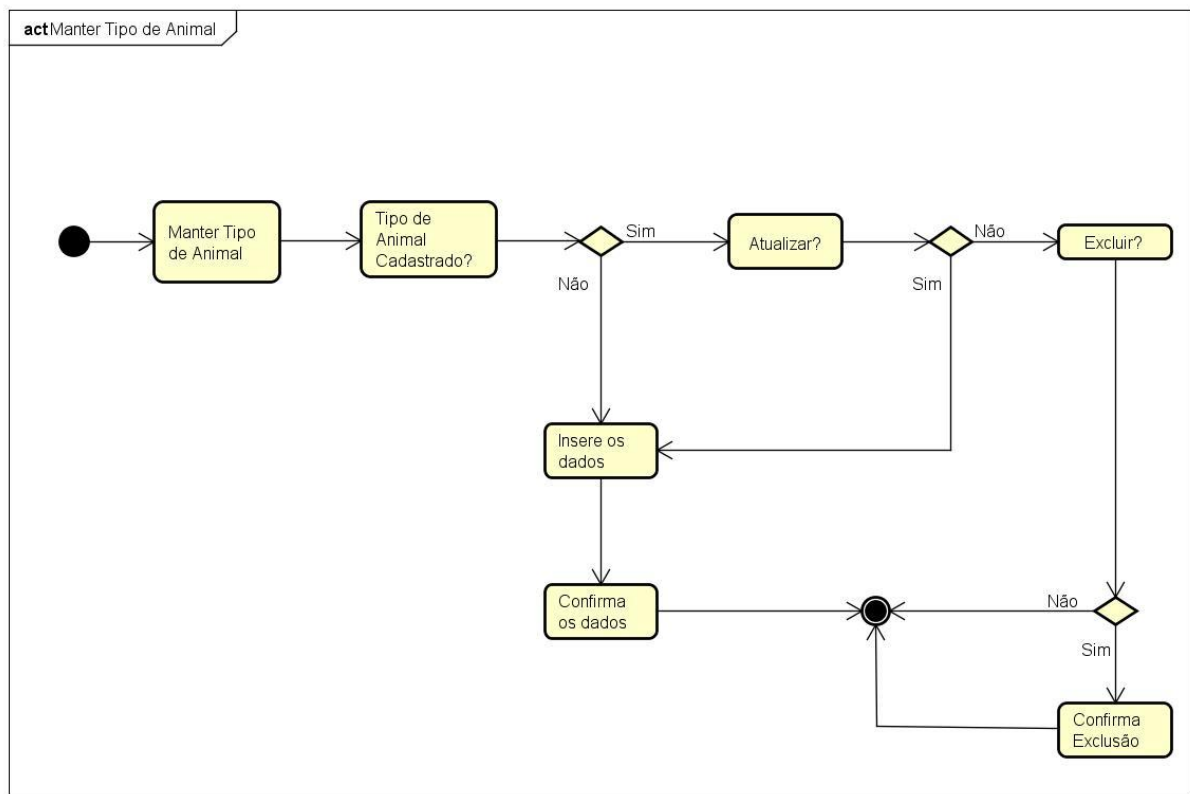 act Manter Tipo de Animal
Manter Tipo
de Animal
Tipo de
Animal
Cadastrado?
Sim
Não
Atualizar?
Não
Sim
Excluir?
Insere os
dados
Confirma
os dados
Não
Sim
Confirma
Exclusão